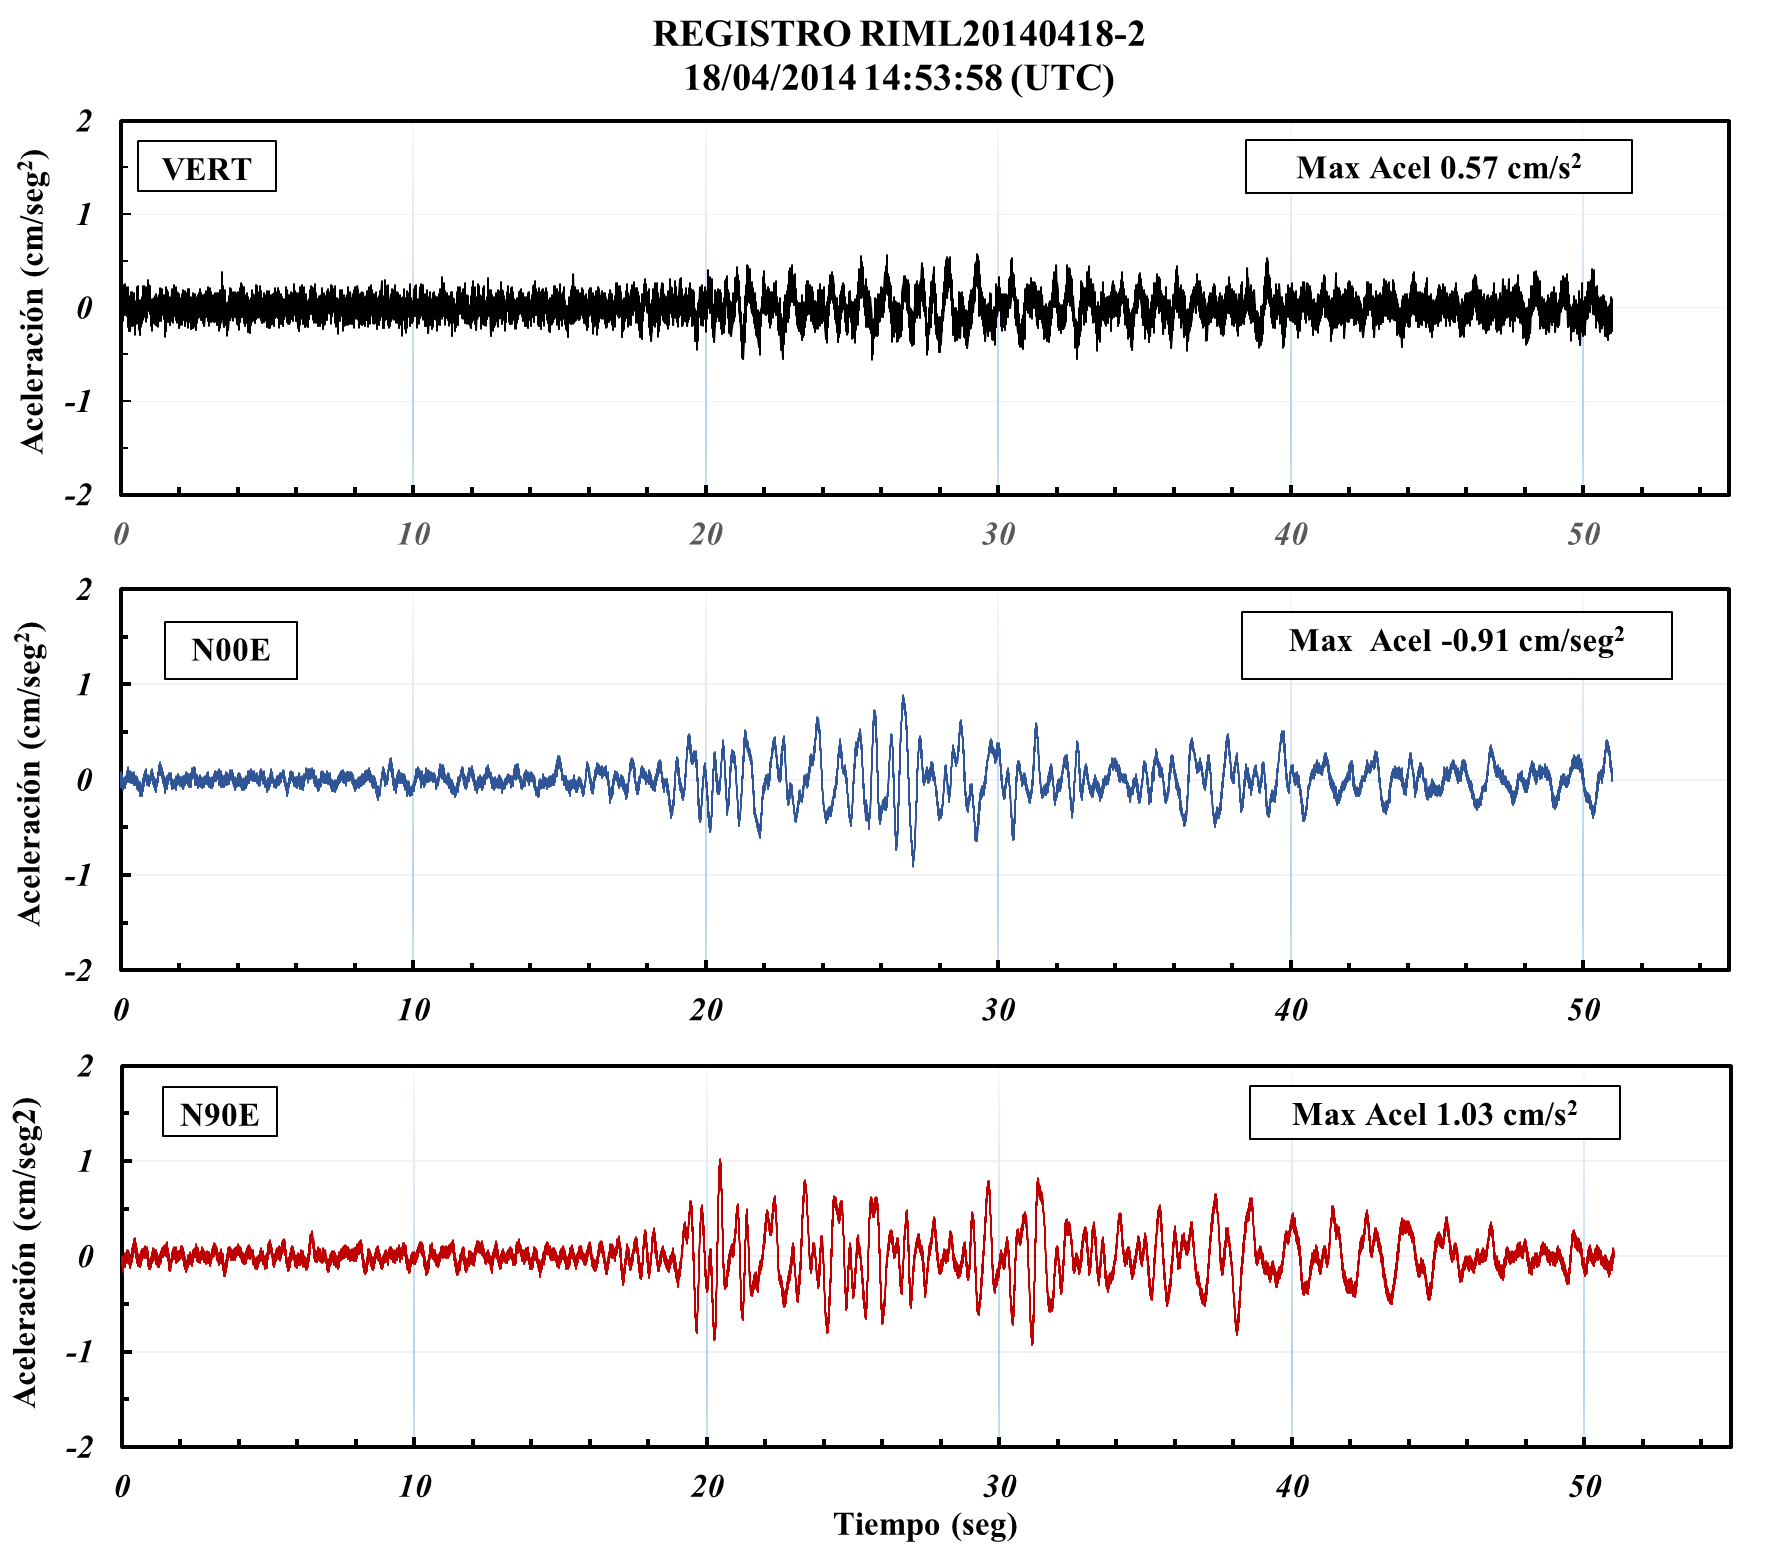 REGISTRO RIML20140418-2
18/04/2014 14:53:58 (UTC)
Aceleración (cm/seg²)
2
1
0
-1
-2
VERT
Max Acel 0.57 cm/s²
0 10 20 30 40 50
Aceleración (cm/seg²)
2
1
0
-1
-2
N00E
Max Acel -0.91 cm/seg²
0 10 20 30 40 50
Aceleración (cm/seg2)
2
1
0
-1
-2
N90E
Max Acel 1.03 cm/s²
0 10 20 30 40 50
Tiempo (seg)